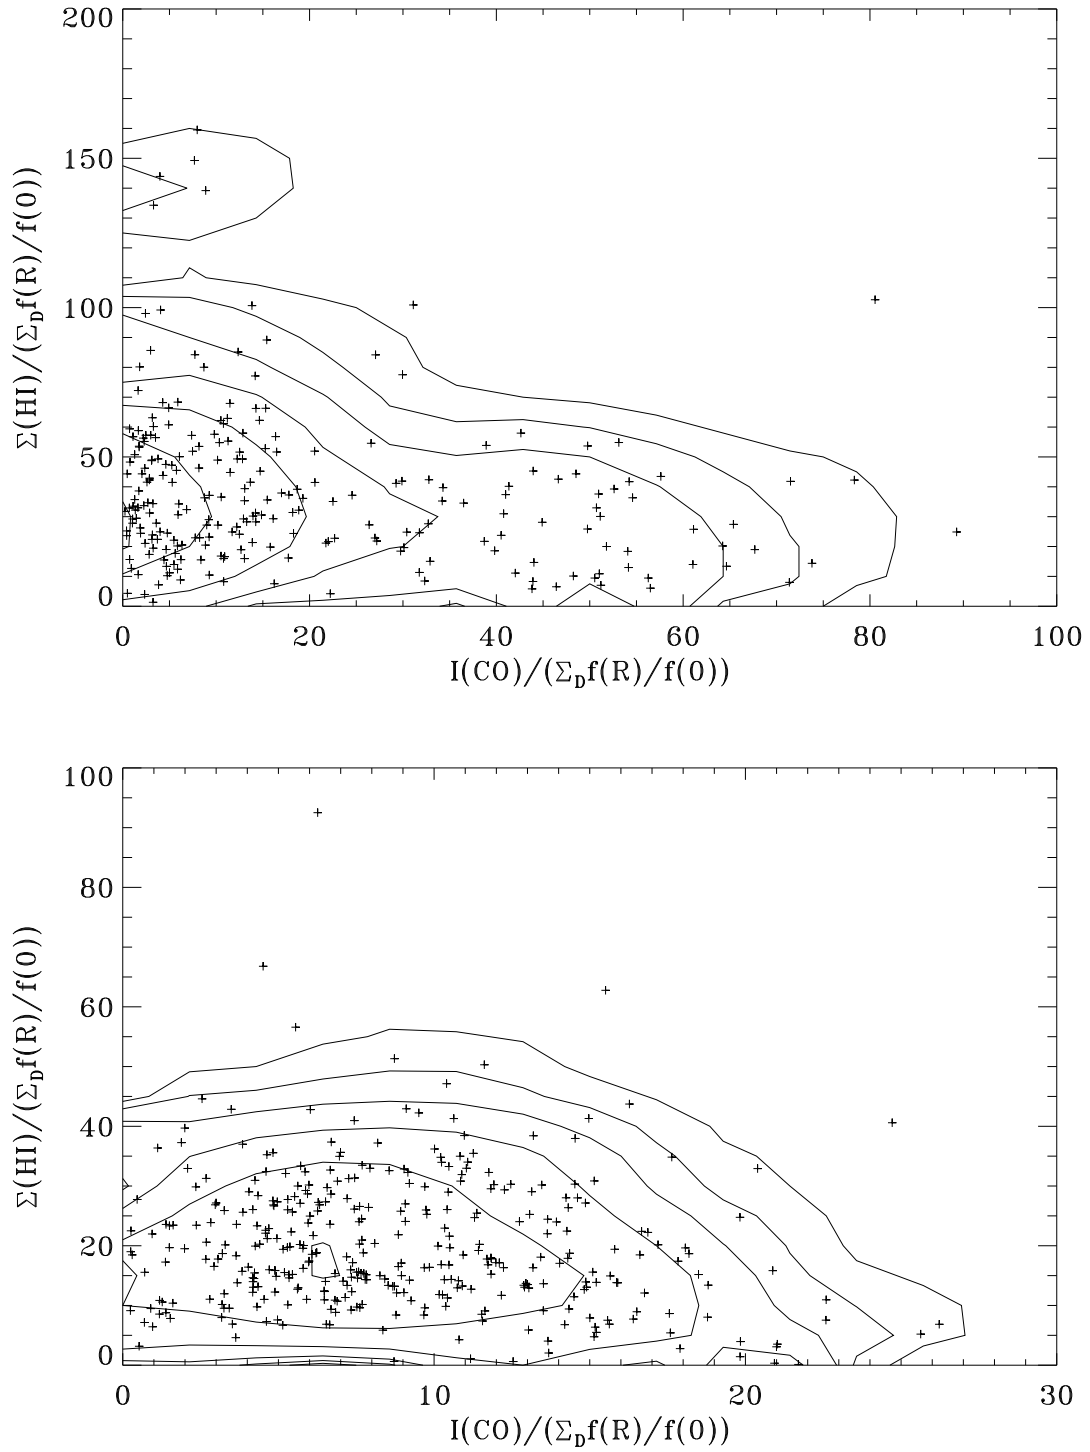 200
150
100
50
0
Σ(HI)/(Σ_D f(R)/f(0))
0 20 40 60 80 100
I(CO)/(Σ_D f(R)/f(0))
100
80
60
40
20
0
Σ(HI)/(Σ_D f(R)/f(0))
0 10 20 30
I(CO)/(Σ_D f(R)/f(0))